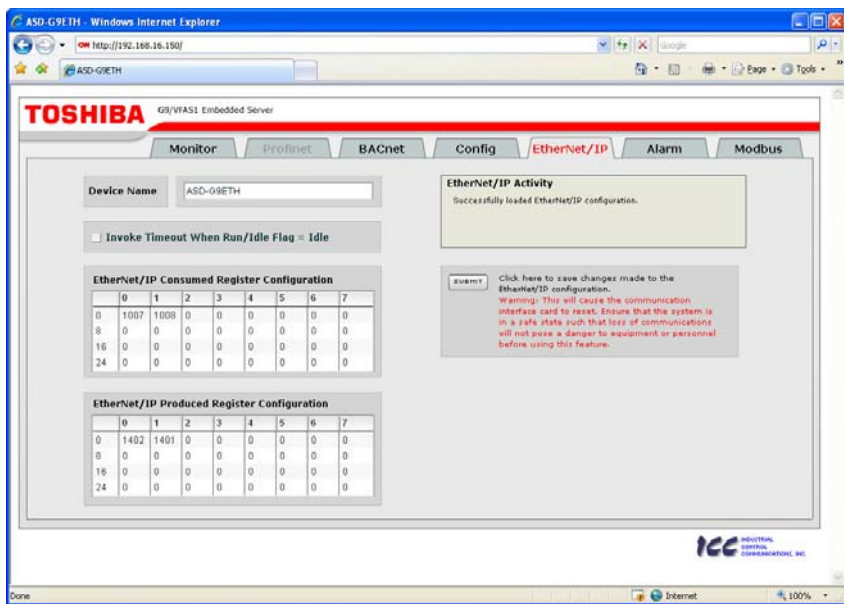 ASD-G9ETH - Windows Internet Explorer
http://192.168.16.150/
Google
ASD-G9ETH
Page Tools
TOSHIBA
G9/VFAS1 Embedded Server
Monitor Profinet BACnet Config EtherNet/IP Alarm Modbus
Device Name ASD-G9ETH
Invoke Timeout When Run/Idle Flag = Idle
EtherNet/IP Consumed Register Configuration
0 1 2 3 4 5 6 7
0 1007 1008 0 0 0 0 0 0
8 0 0 0 0 0 0 0 0
16 0 0 0 0 0 0 0 0
24 0 0 0 0 0 0 0 0
EtherNet/IP Produced Register Configuration
0 1 2 3 4 5 6 7
0 1402 1401 0 0 0 0 0 0
8 0 0 0 0 0 0 0 0
16 0 0 0 0 0 0 0 0
24 0 0 0 0 0 0 0 0
EtherNet/IP Activity
Successfully loaded EtherNet/IP configuration.
SUBMIT
Click here to save changes made to the
EtherNet/IP configuration.
Warning: This will cause the communication
interface card to reset. Ensure that the system is
in a safe state such that loss of communications
will not pose a danger to equipment or personnel
before using this feature.
ICC INDUSTRIAL
CONTROL
COMMUNICATIONS, INC.
Done
Internet
100%